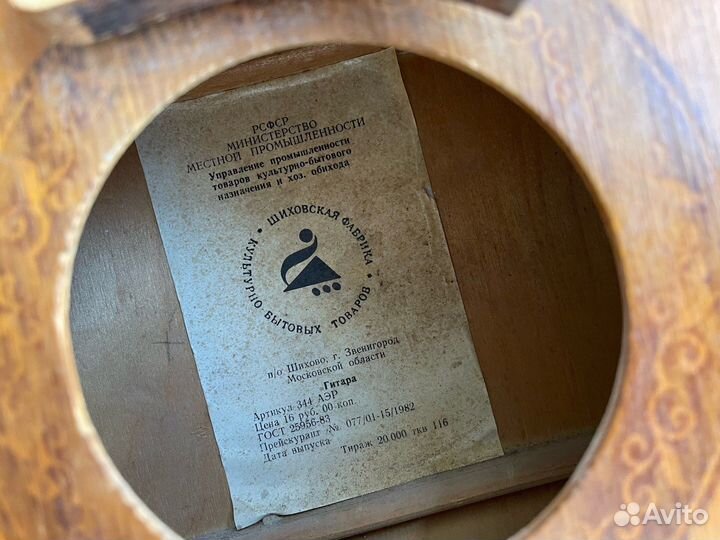 РСФСР
МИНИСТЕРСТВО
МЕСТНОЙ ПРОМЫШЛЕННОСТИ
Управление промышленности
товаров культурно-бытового
назначения и хоз. обихода
ШИХОВСКАЯ ФАБРИКА
• КУЛЬТУРНО БЫТОВЫХ ТОВАРОВ •
п/о Шихово, г. Звенигород
Московской области
Гитара
Артикул 344 АЭР
Цена 16 руб. 00 коп.
ГОСТ 25956-83
Прейскурант № 077/01-15/1982
Дата выпуска Тираж 20.000 ткв 116
Avito